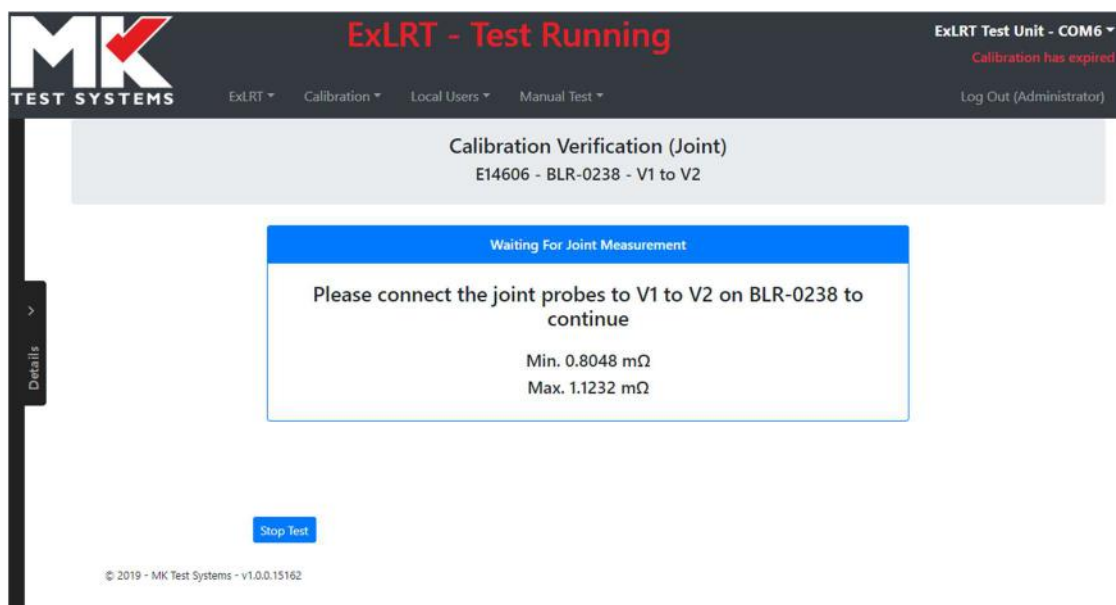 MK
TEST SYSTEMS
ExLRT - Test Running
ExLRT Test Unit - COM6
Calibration has expired
ExLRT
Calibration
Local Users
Manual Test
Log Out (Administrator)
Calibration Verification (Joint)
E14606 - BLR-0238 - V1 to V2
Details
Waiting For Joint Measurement
Please connect the joint probes to V1 to V2 on BLR-0238 to
continue
Min. 0.8048 mΩ
Max. 1.1232 mΩ
Stop Test
© 2019 - MK Test Systems - v1.0.0.15162